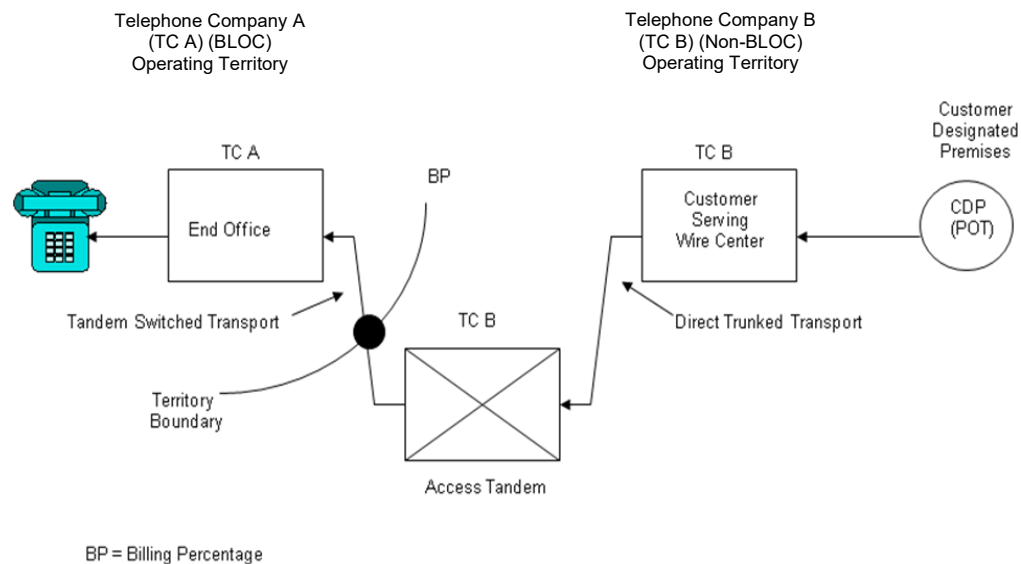 Telephone Company A
(TC A) (BLOC)
Operating Territory
Telephone Company B
(TC B) (Non-BLOC)
Operating Territory
Customer
Designated
Premises
TC A
BP
TC B
End Office
Customer
Serving
Wire Center
CDP
(POT)
Tandem Switched Transport
TC B
Direct Trunked Transport
Territory
Boundary
Access Tandem
BP = Billing Percentage